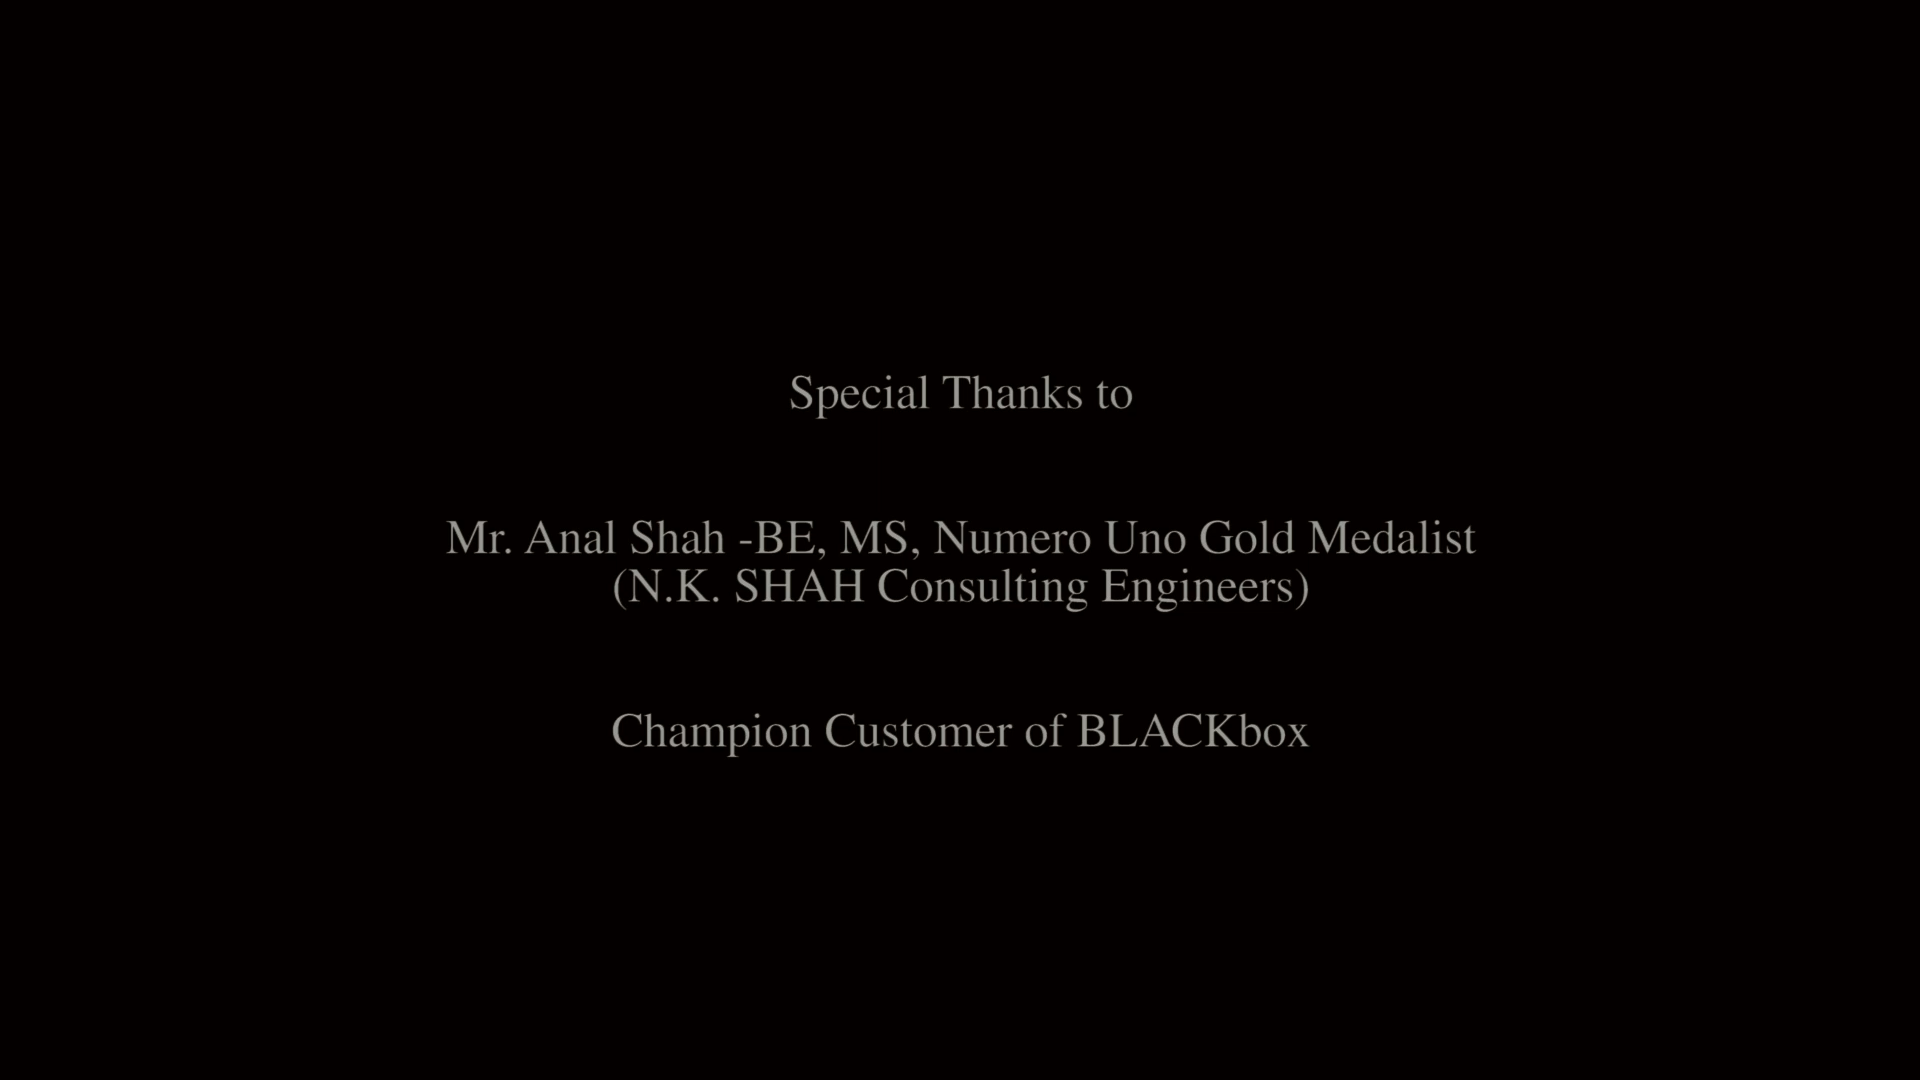 Special Thanks to
Mr. Anal Shah -BE, MS, Numero Uno Gold Medalist
(N.K. SHAH Consulting Engineers)
Champion Customer of BLACKbox